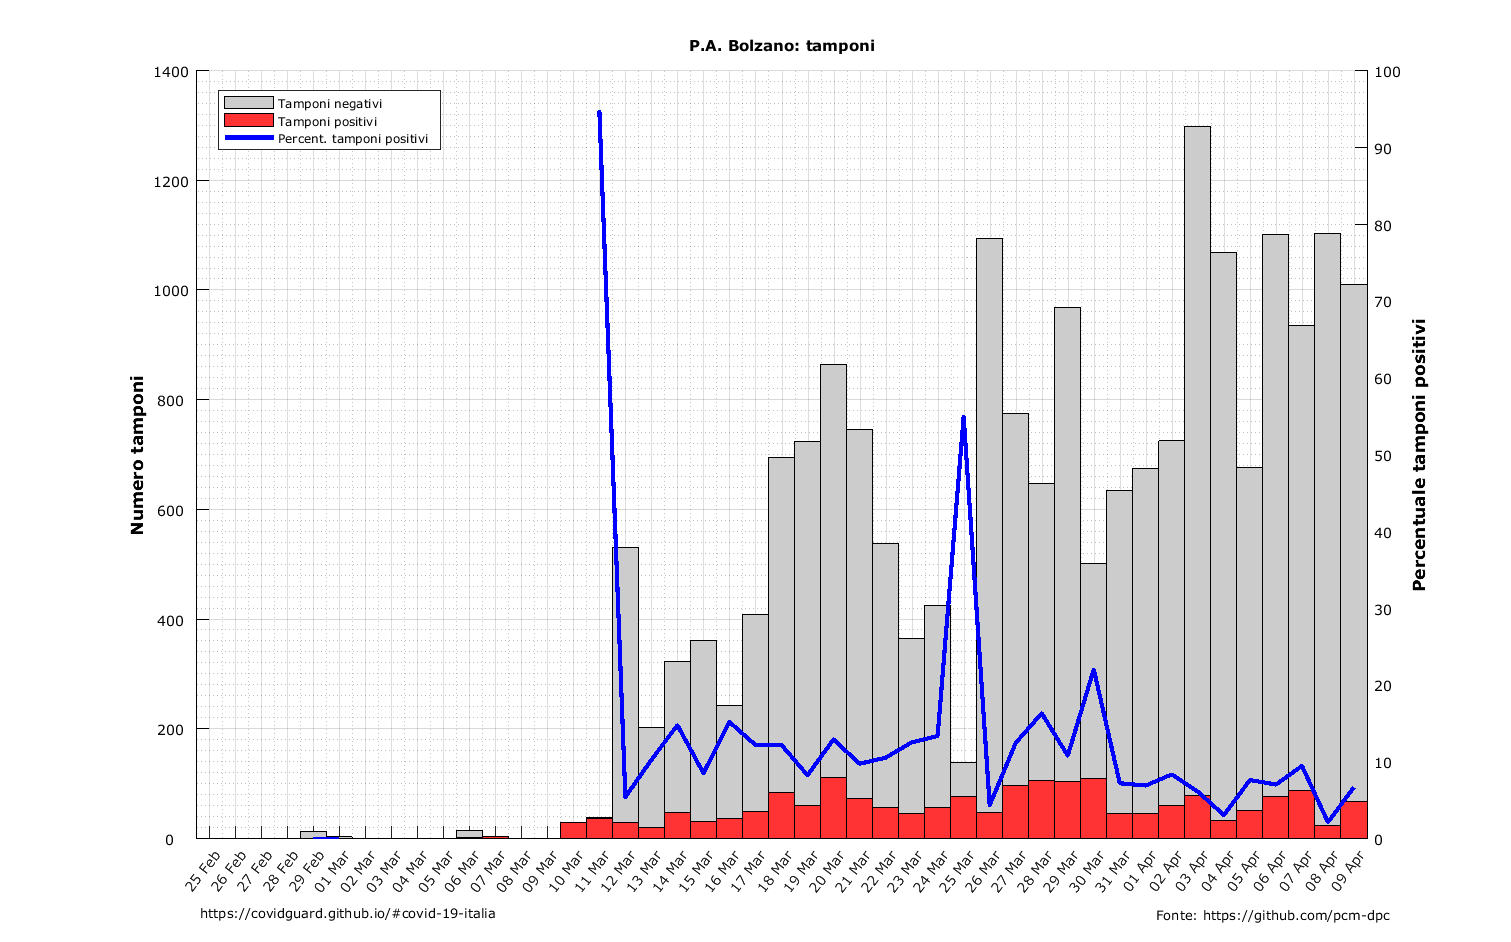 P.A. Bolzano: tamponi
Tamponi negativi
Tamponi positivi
Percent. tamponi positivi
Numero tamponi
0
200
400
600
800
1000
1200
1400
Percentuale tamponi positivi
0
10
20
30
40
50
60
70
80
90
100
25 Feb
26 Feb
27 Feb
28 Feb
29 Feb
01 Mar
02 Mar
03 Mar
04 Mar
05 Mar
06 Mar
07 Mar
08 Mar
09 Mar
10 Mar
11 Mar
12 Mar
13 Mar
14 Mar
15 Mar
16 Mar
17 Mar
18 Mar
19 Mar
20 Mar
21 Mar
22 Mar
23 Mar
24 Mar
25 Mar
26 Mar
27 Mar
28 Mar
29 Mar
30 Mar
31 Mar
01 Apr
02 Apr
03 Apr
04 Apr
05 Apr
06 Apr
07 Apr
08 Apr
09 Apr
https://covidguard.github.io/#covid-19-italia
Fonte: https://github.com/pcm-dpc